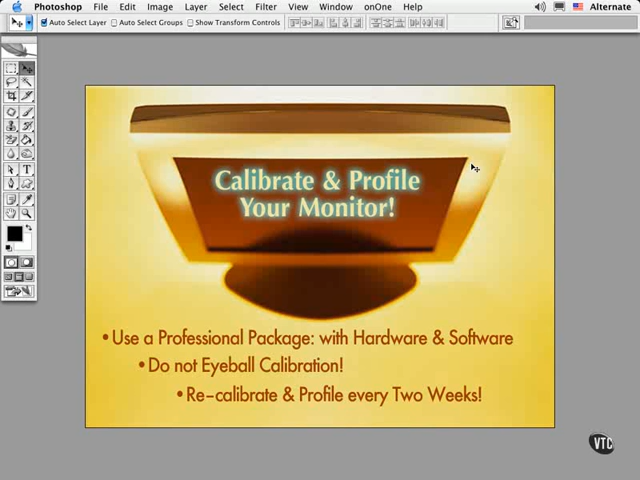 Photoshop File Edit Image Layer Select Filter View Window onOne Help Alternate
Auto Select Layer Auto Select Groups Show Transform Controls
Calibrate & Profile
Your Monitor!
•Use a Professional Package: with Hardware & Software
•Do not Eyeball Calibration!
•Re-calibrate & Profile every Two Weeks!
VTC